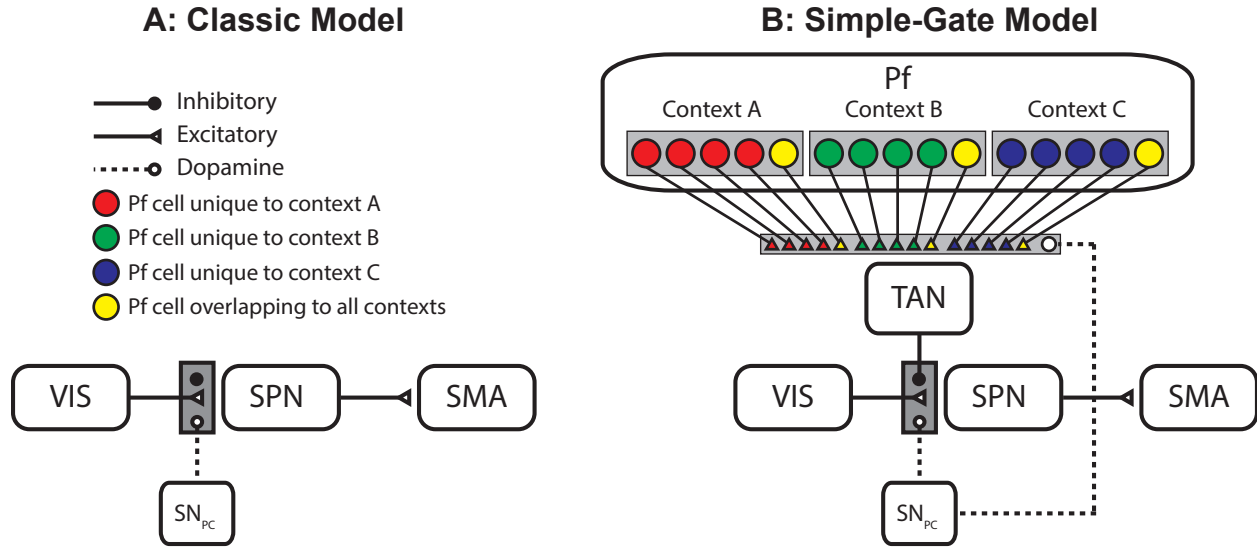 A: Classic Model
Inhibitory
Excitatory
Dopamine
Pf cell unique to context A
Pf cell unique to context B
Pf cell unique to context C
Pf cell overlapping to all contexts
VIS
SPN
SMA
SNPC
B: Simple-Gate Model
Pf
Context A
Context B
Context C
TAN
VIS
SPN
SMA
SNPC